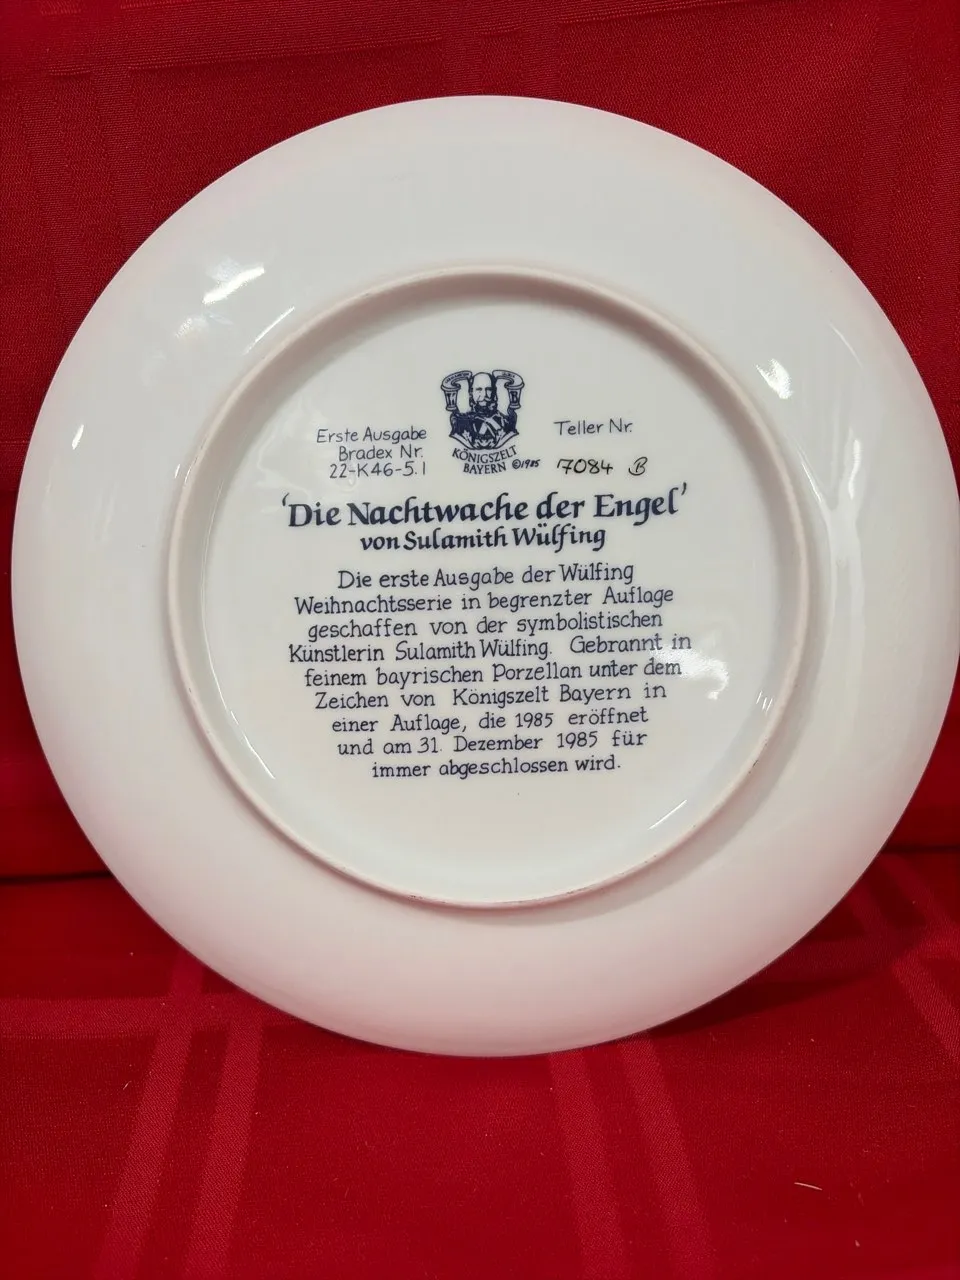 Erste Ausgabe
Bradex Nr.
22-K46-5.1
KÖNIGSZELT
BAYERN ©1985
Teller Nr.
7084 B
‘Die Nachtwache der Engel’
von Sulamith Wülfing
Die erste Ausgabe der Wülfing
Weihnachtsserie in begrenzter Auflage
geschaffen von der symbolistischen
Künstlerin Sulamith Wülfing. Gebrannt in
feinem bayrischen Porzellan unter dem
Zeichen von Königszelt Bayern in
einer Auflage, die 1985 eröffnet
und am 31. Dezember 1985 für
immer abgeschlossen wird.